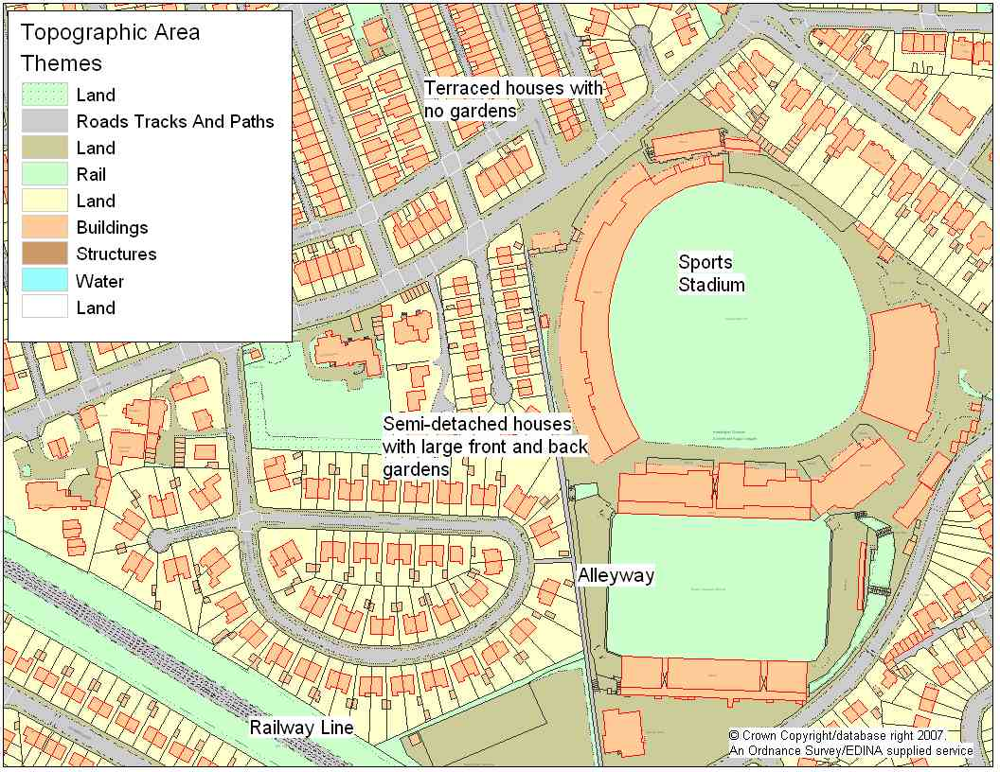 Topographic Area
Themes
Land
Roads Tracks And Paths
Land
Rail
Land
Buildings
Structures
Water
Land
Terraced houses with
no gardens
Sports
Stadium
Semi-detached houses
with large front and back
gardens
Alleyway
Railway Line
© Crown Copyright/database right 2007.
An Ordnance Survey/EDINA supplied service